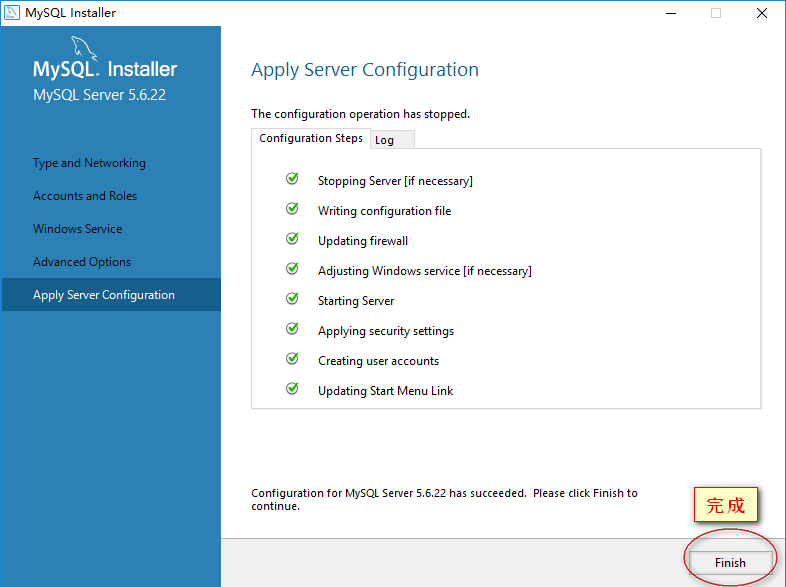 MySQL Installer
MySQL. Installer
MySQL Server 5.6.22
Type and Networking
Accounts and Roles
Windows Service
Advanced Options
Apply Server Configuration
Apply Server Configuration
The configuration operation has stopped.
Configuration Steps
Log
Stopping Server [if necessary]
Writing configuration file
Updating firewall
Adjusting Windows service [if necessary]
Starting Server
Applying security settings
Creating user accounts
Updating Start Menu Link
Configuration for MySQL Server 5.6.22 has succeeded.  Please click Finish to
continue.
完成
Finish